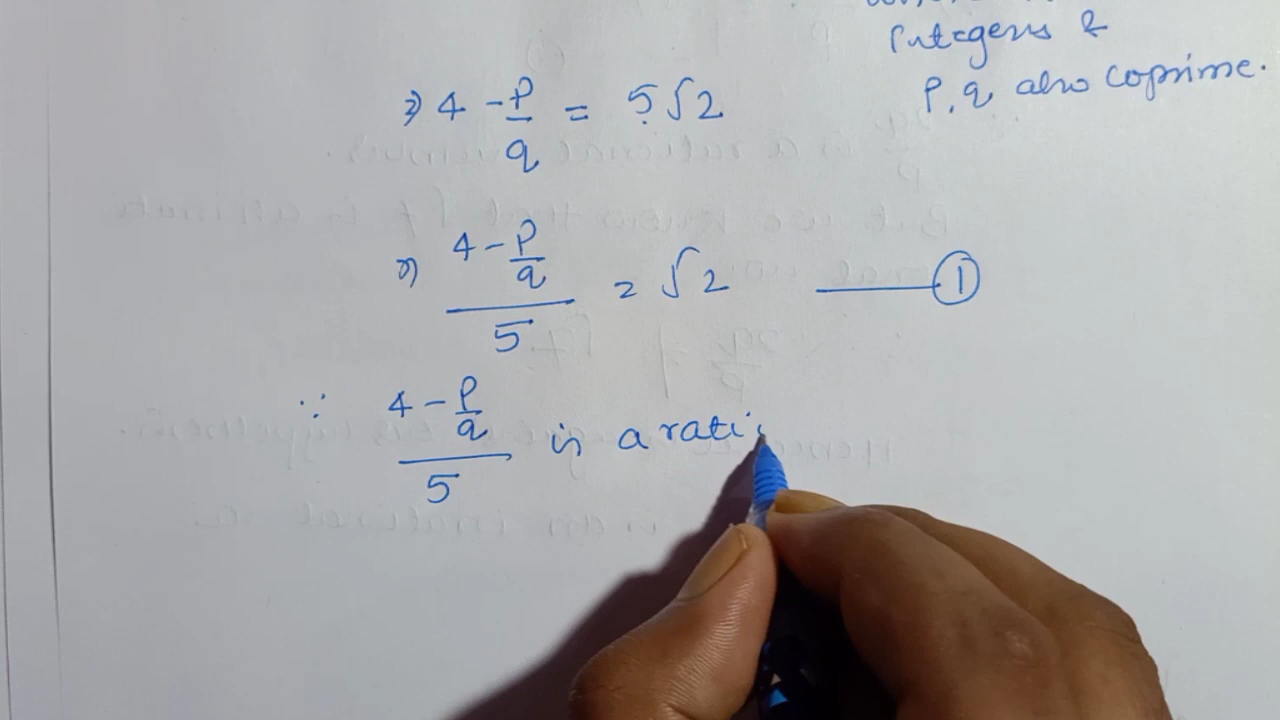 Integers &
P, q also coprime.
⇒ 4 - P/q = 5√2
⇒ (4 - P/q)/5 = √2 ——— ①
∵ (4 - P/q)/5 is a rati